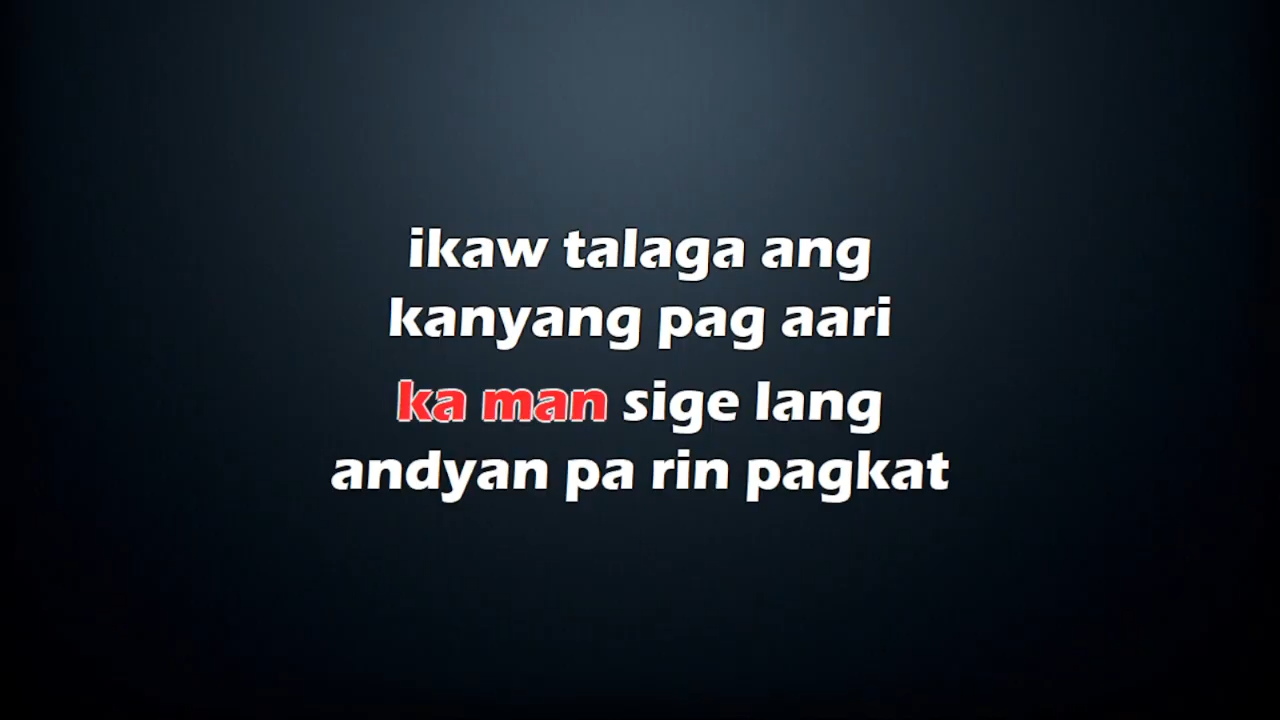 ikaw talaga ang
kanyang pag aari
ka man sige lang
andyan pa rin pagkat